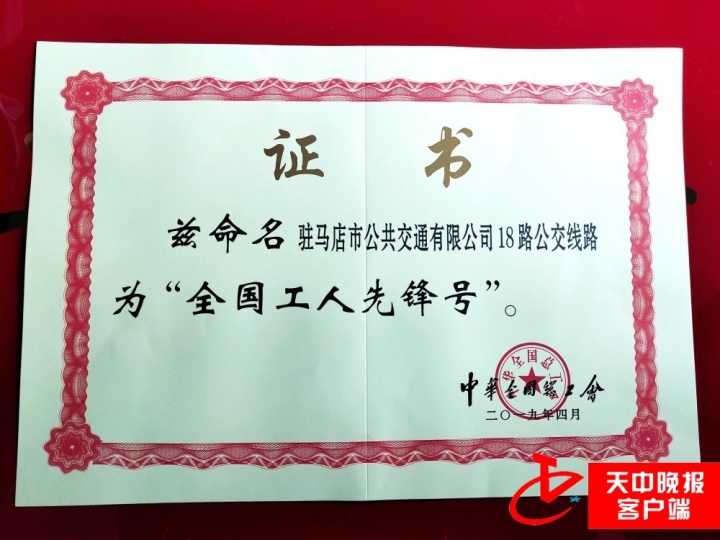 证书
兹命名 驻马店市公共交通有限公司18路公交线路
为“全国工人先锋号”。
中华全国总工会
二〇一九年四月
天中晚报
客户端